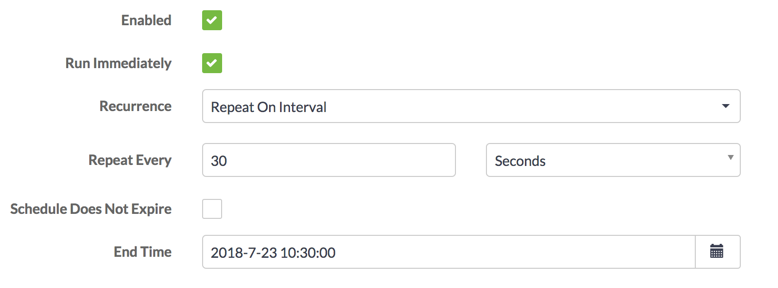 Enabled
Run Immediately
Recurrence Repeat On Interval
Repeat Every 30 Seconds
Schedule Does Not Expire
End Time 2018-7-23 10:30:00